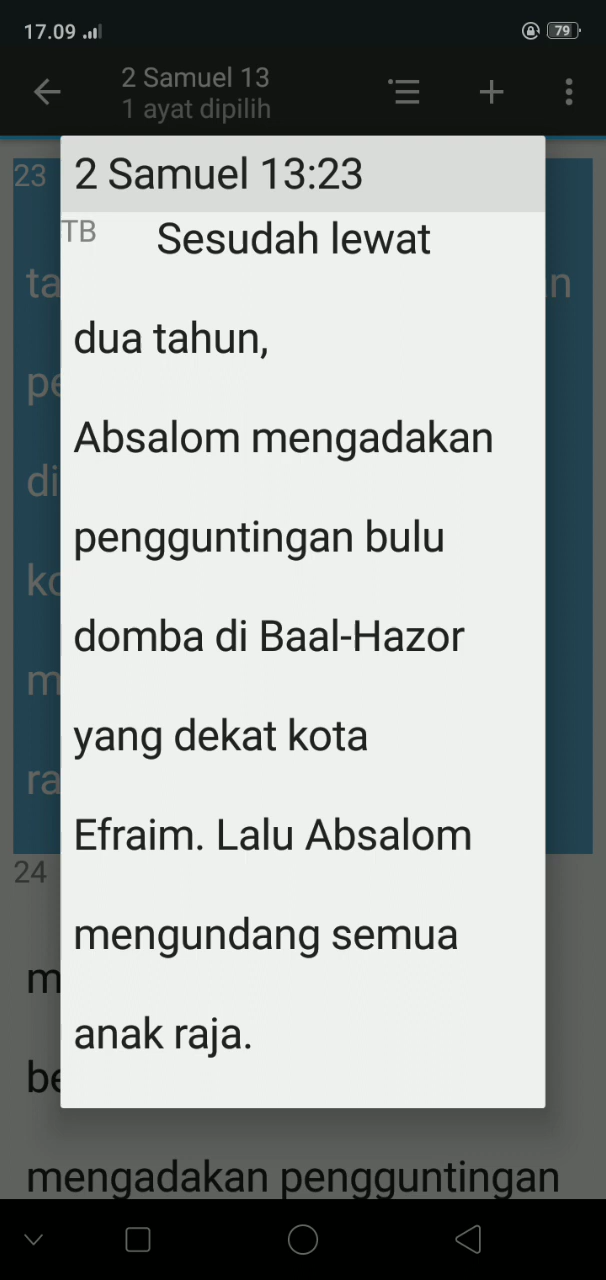 17.09
79
2 Samuel 13
1 ayat dipilih
23
2 Samuel 13:23
TB Sesudah lewat
dua tahun,
Absalom mengadakan
pengguntingan bulu
domba di Baal-Hazor
yang dekat kota
Efraim. Lalu Absalom
mengundang semua
anak raja.
24
mengadakan pengguntingan